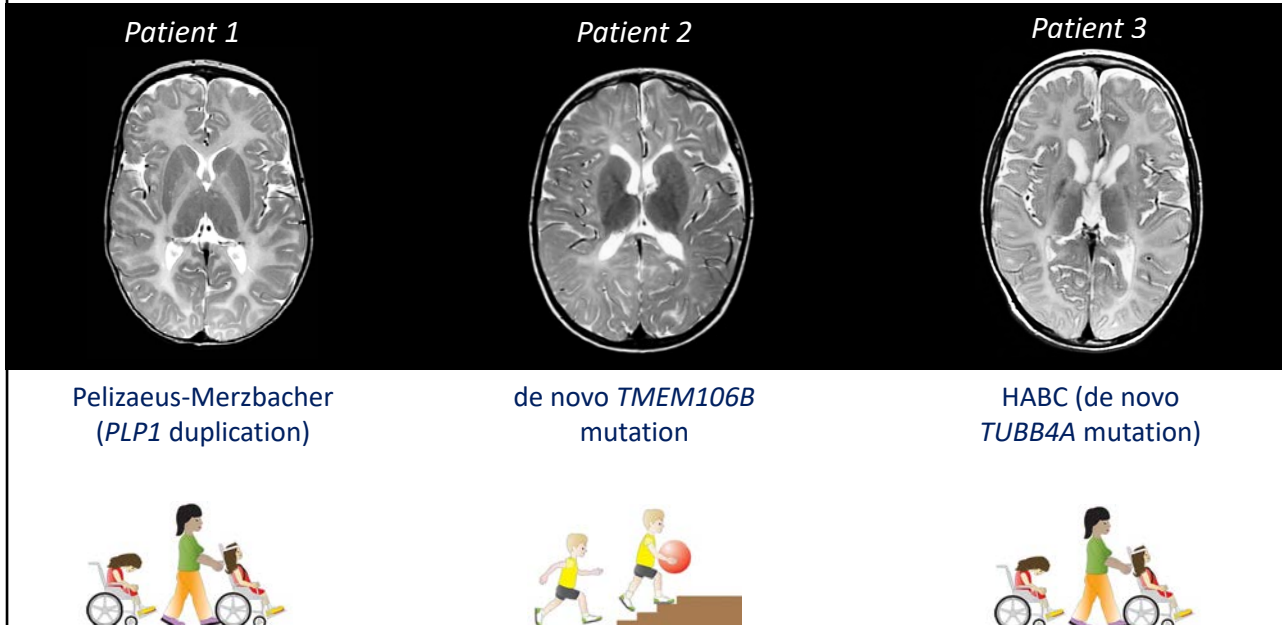 Patient 1
Patient 2
Patient 3
Pelizaeus-Merzbacher
(PLP1 duplication)
de novo TMEM106B
mutation
HABC (de novo
TUBB4A mutation)